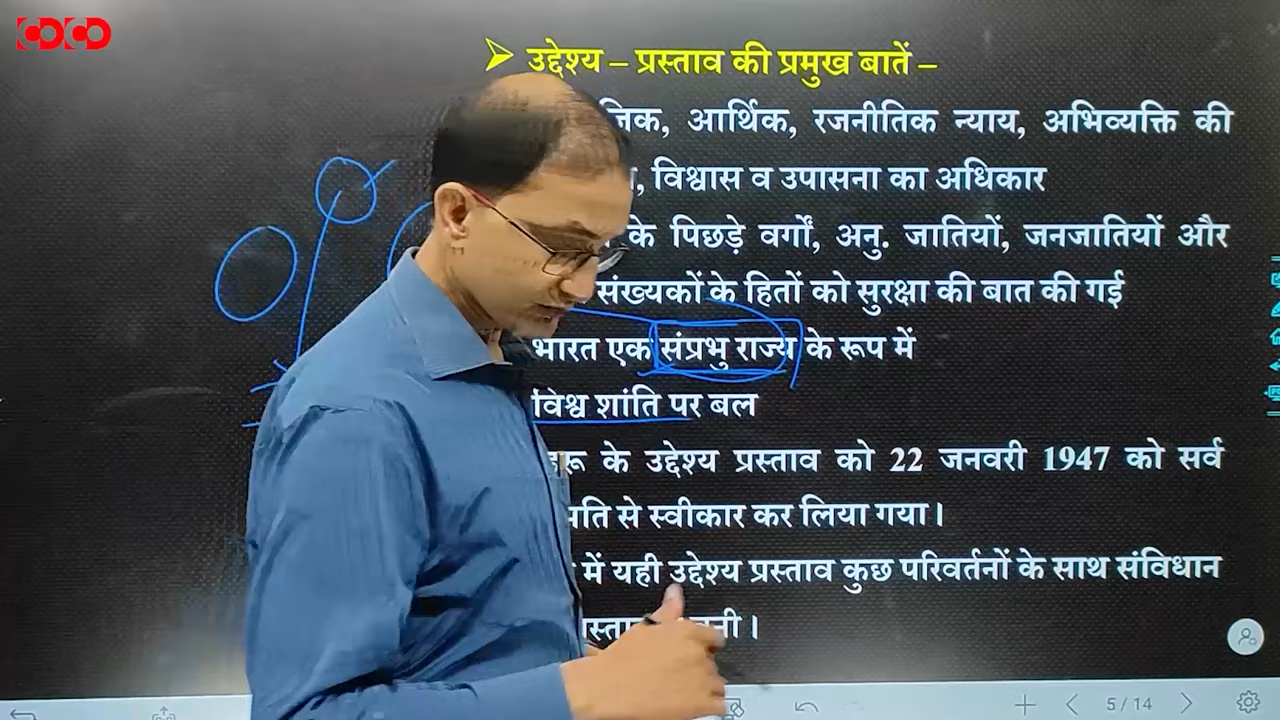 उद्देश्य – प्रस्ताव की प्रमुख बातें –
आर्थिक, रजनीतिक न्याय, अभिव्यक्ति की
विश्वास व उपासना का अधिकार
के पिछड़े वर्गों, अनु. जातियों, जनजातियों और
संख्यकों के हितों को सुरक्षा की बात की गई
भारत एक संप्रभु राज्य के रूप में
विश्व शांति पर बल
के उद्देश्य प्रस्ताव को 22 जनवरी 1947 को सर्व
से स्वीकार कर लिया गया।
में यही उद्देश्य प्रस्ताव कुछ परिवर्तनों के साथ संविधान
5 / 14